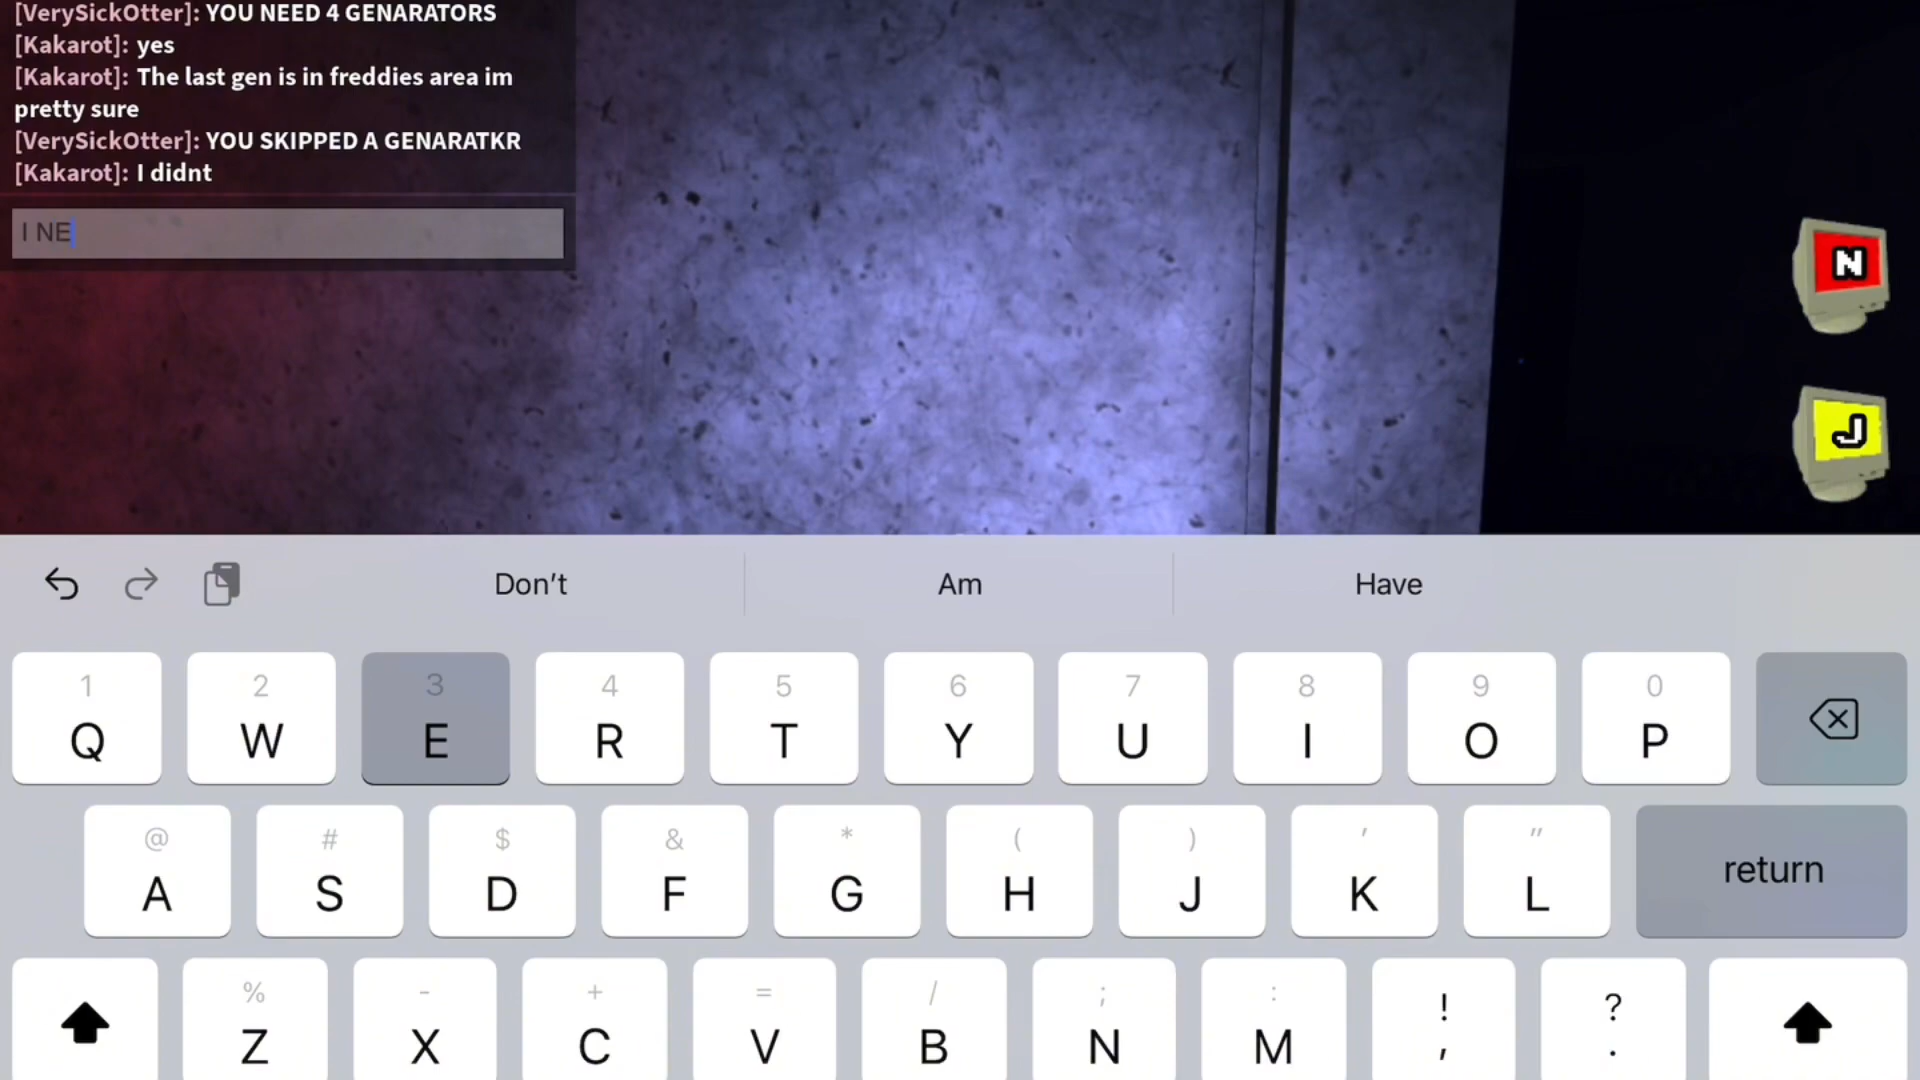 [VerySickOtter]: YOU NEED 4 GENARATORS
[Kakarot]: yes
[Kakarot]: The last gen is in freddies area im
pretty sure
[VerySickOtter]: YOU SKIPPED A GENARATKR
[Kakarot]: I didnt
I NE
N
J
Don't Am Have
1 2 3 4 5 6 7 8 9 0
Q W E R T Y U I O P
@ # $ & * ( ) ' "
A S D F G H J K L return
% - + = / ; : ! ?
Z X C V B N M , .